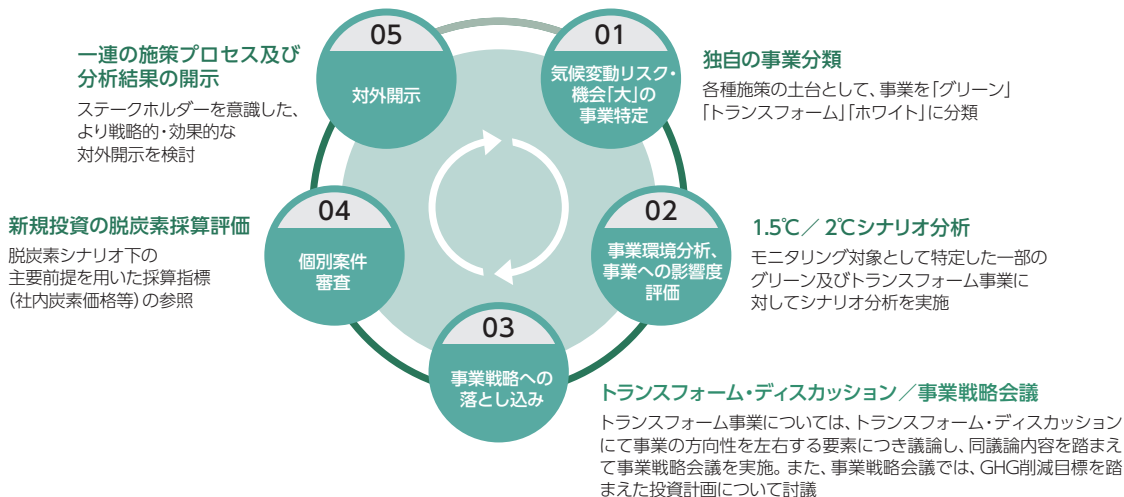 01
気候変動リスク・
機会「大」の
事業特定
独自の事業分類
各種施策の土台として、事業を「グリーン」
「トランスフォーム」「ホワイト」に分類
02
事業環境分析、
事業への影響度
評価
1.5℃／2℃シナリオ分析
モニタリング対象として特定した一部の
グリーン及びトランスフォーム事業に
対してシナリオ分析を実施
03
事業戦略への
落とし込み
トランスフォーム・ディスカッション／事業戦略会議
トランスフォーム事業については、トランスフォーム・ディスカッション
にて事業の方向性を左右する要素につき議論し、同議論内容を踏まえ
て事業戦略会議を実施。また、事業戦略会議では、GHG削減目標を踏
まえた投資計画について討議
04
個別案件
審査
新規投資の脱炭素採算評価
脱炭素シナリオ下の
主要前提を用いた採算指標
（社内炭素価格等）の参照
05
対外開示
一連の施策プロセス及び
分析結果の開示
ステークホルダーを意識した、
より戦略的・効果的な
対外開示を検討